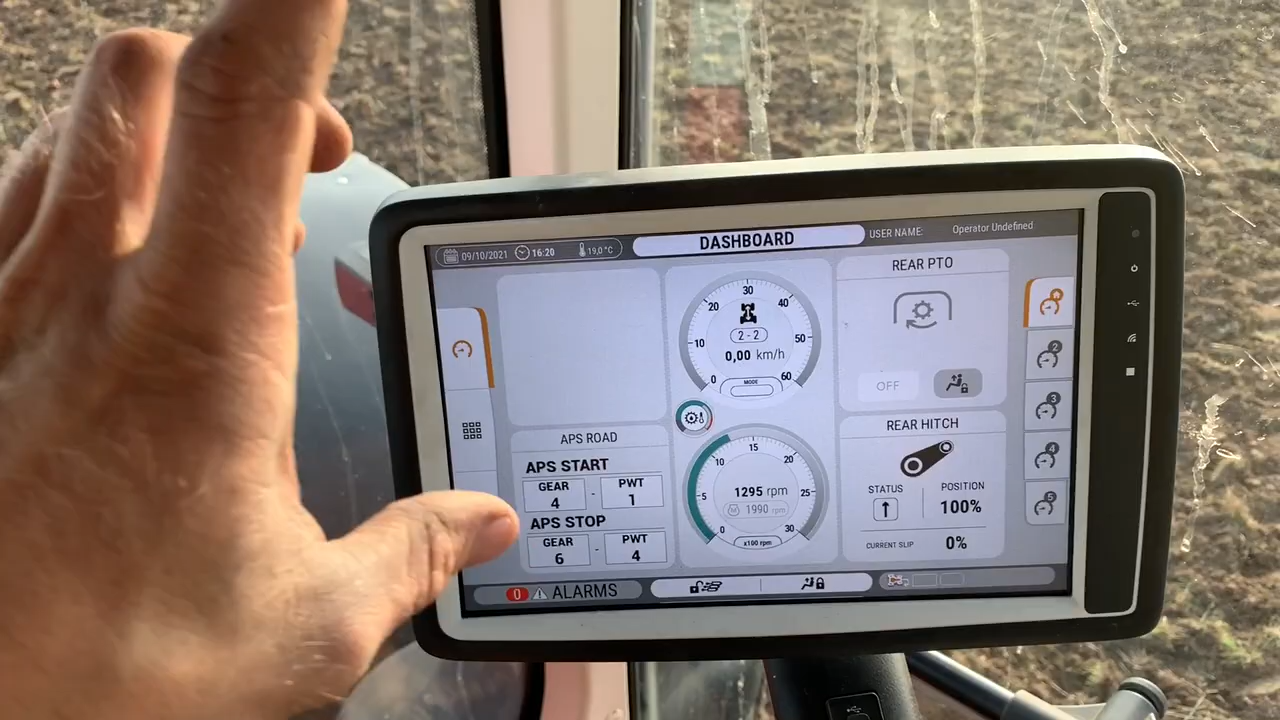 09/10/2021 16:20 19,0°C DASHBOARD USER NAME: Operator Undefined
APS ROAD
APS START
GEAR 4 - PWT 1
APS STOP
GEAR 6 - PWT 4
0 10 20 30 40 50 60
2 - 2
0,00 km/h
MODE
0 5 10 15 20 25 30
1295 rpm
M 1990 rpm
x100 rpm
REAR PTO
OFF
REAR HITCH
STATUS POSITION
100%
CURRENT SLIP 0%
2
3
4
5
0 ALARMS